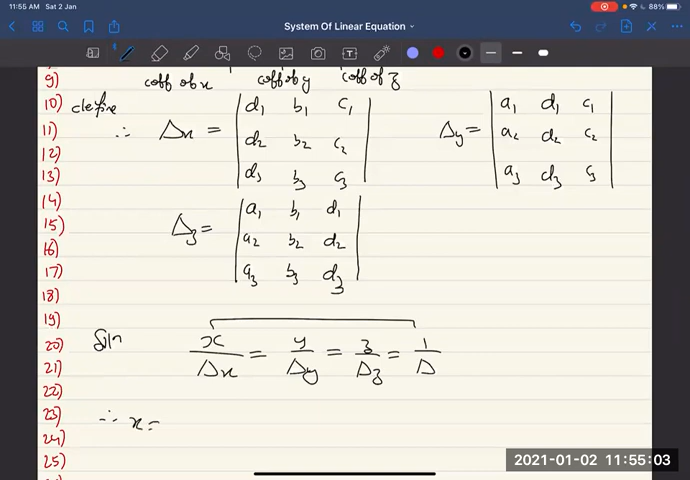 11:55 AM Sat 2 Jan 88%
System Of Linear Equation
9) coff of x coff of y coff of z
10) define
11) ∴ Δx = | d₁ b₁ c₁ | Δy = | a₁ d₁ c₁ |
12) | d₂ b₂ c₂ | | a₂ d₂ c₂ |
13) | d₃ b₃ c₃ | | a₃ d₃ c₃ |
14)
15) Δz = | a₁ b₁ d₁ |
16) | a₂ b₂ d₂ |
17) | a₃ b₃ d₃ |
18)
19)
20) Soln x/Δx = y/Δy = z/Δz = 1/Δ
21)
22)
23) ∴ x =
24)
25)
2021-01-02 11:55:03